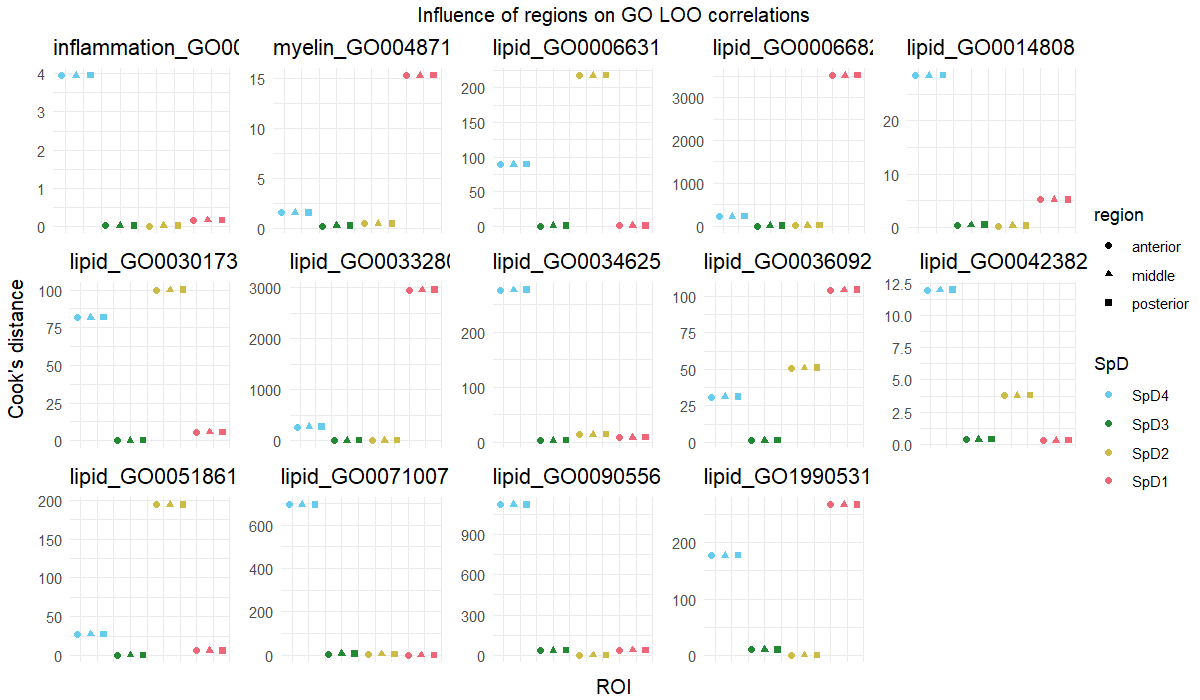 Influence of regions on GO LOO correlations
inflammation_GO00
4
3
2
1
0
myelin_GO004871
15
10
5
0
lipid_GO0006631
200
150
100
50
0
lipid_GO0006682
3000
2000
1000
0
lipid_GO0014808
20
10
0
lipid_GO0030173
100
75
50
25
0
lipid_GO0033280
3000
2000
1000
0
lipid_GO0034625
200
100
0
lipid_GO0036092
100
75
50
25
0
lipid_GO0042382
12.5
10.0
7.5
5.0
2.5
0.0
lipid_GO0051861
200
150
100
50
0
lipid_GO0071007
600
400
200
0
lipid_GO0090556
900
600
300
0
lipid_GO1990531
200
100
0
Cook's distance
ROI
region
anterior
middle
posterior
SpD
SpD4
SpD3
SpD2
SpD1